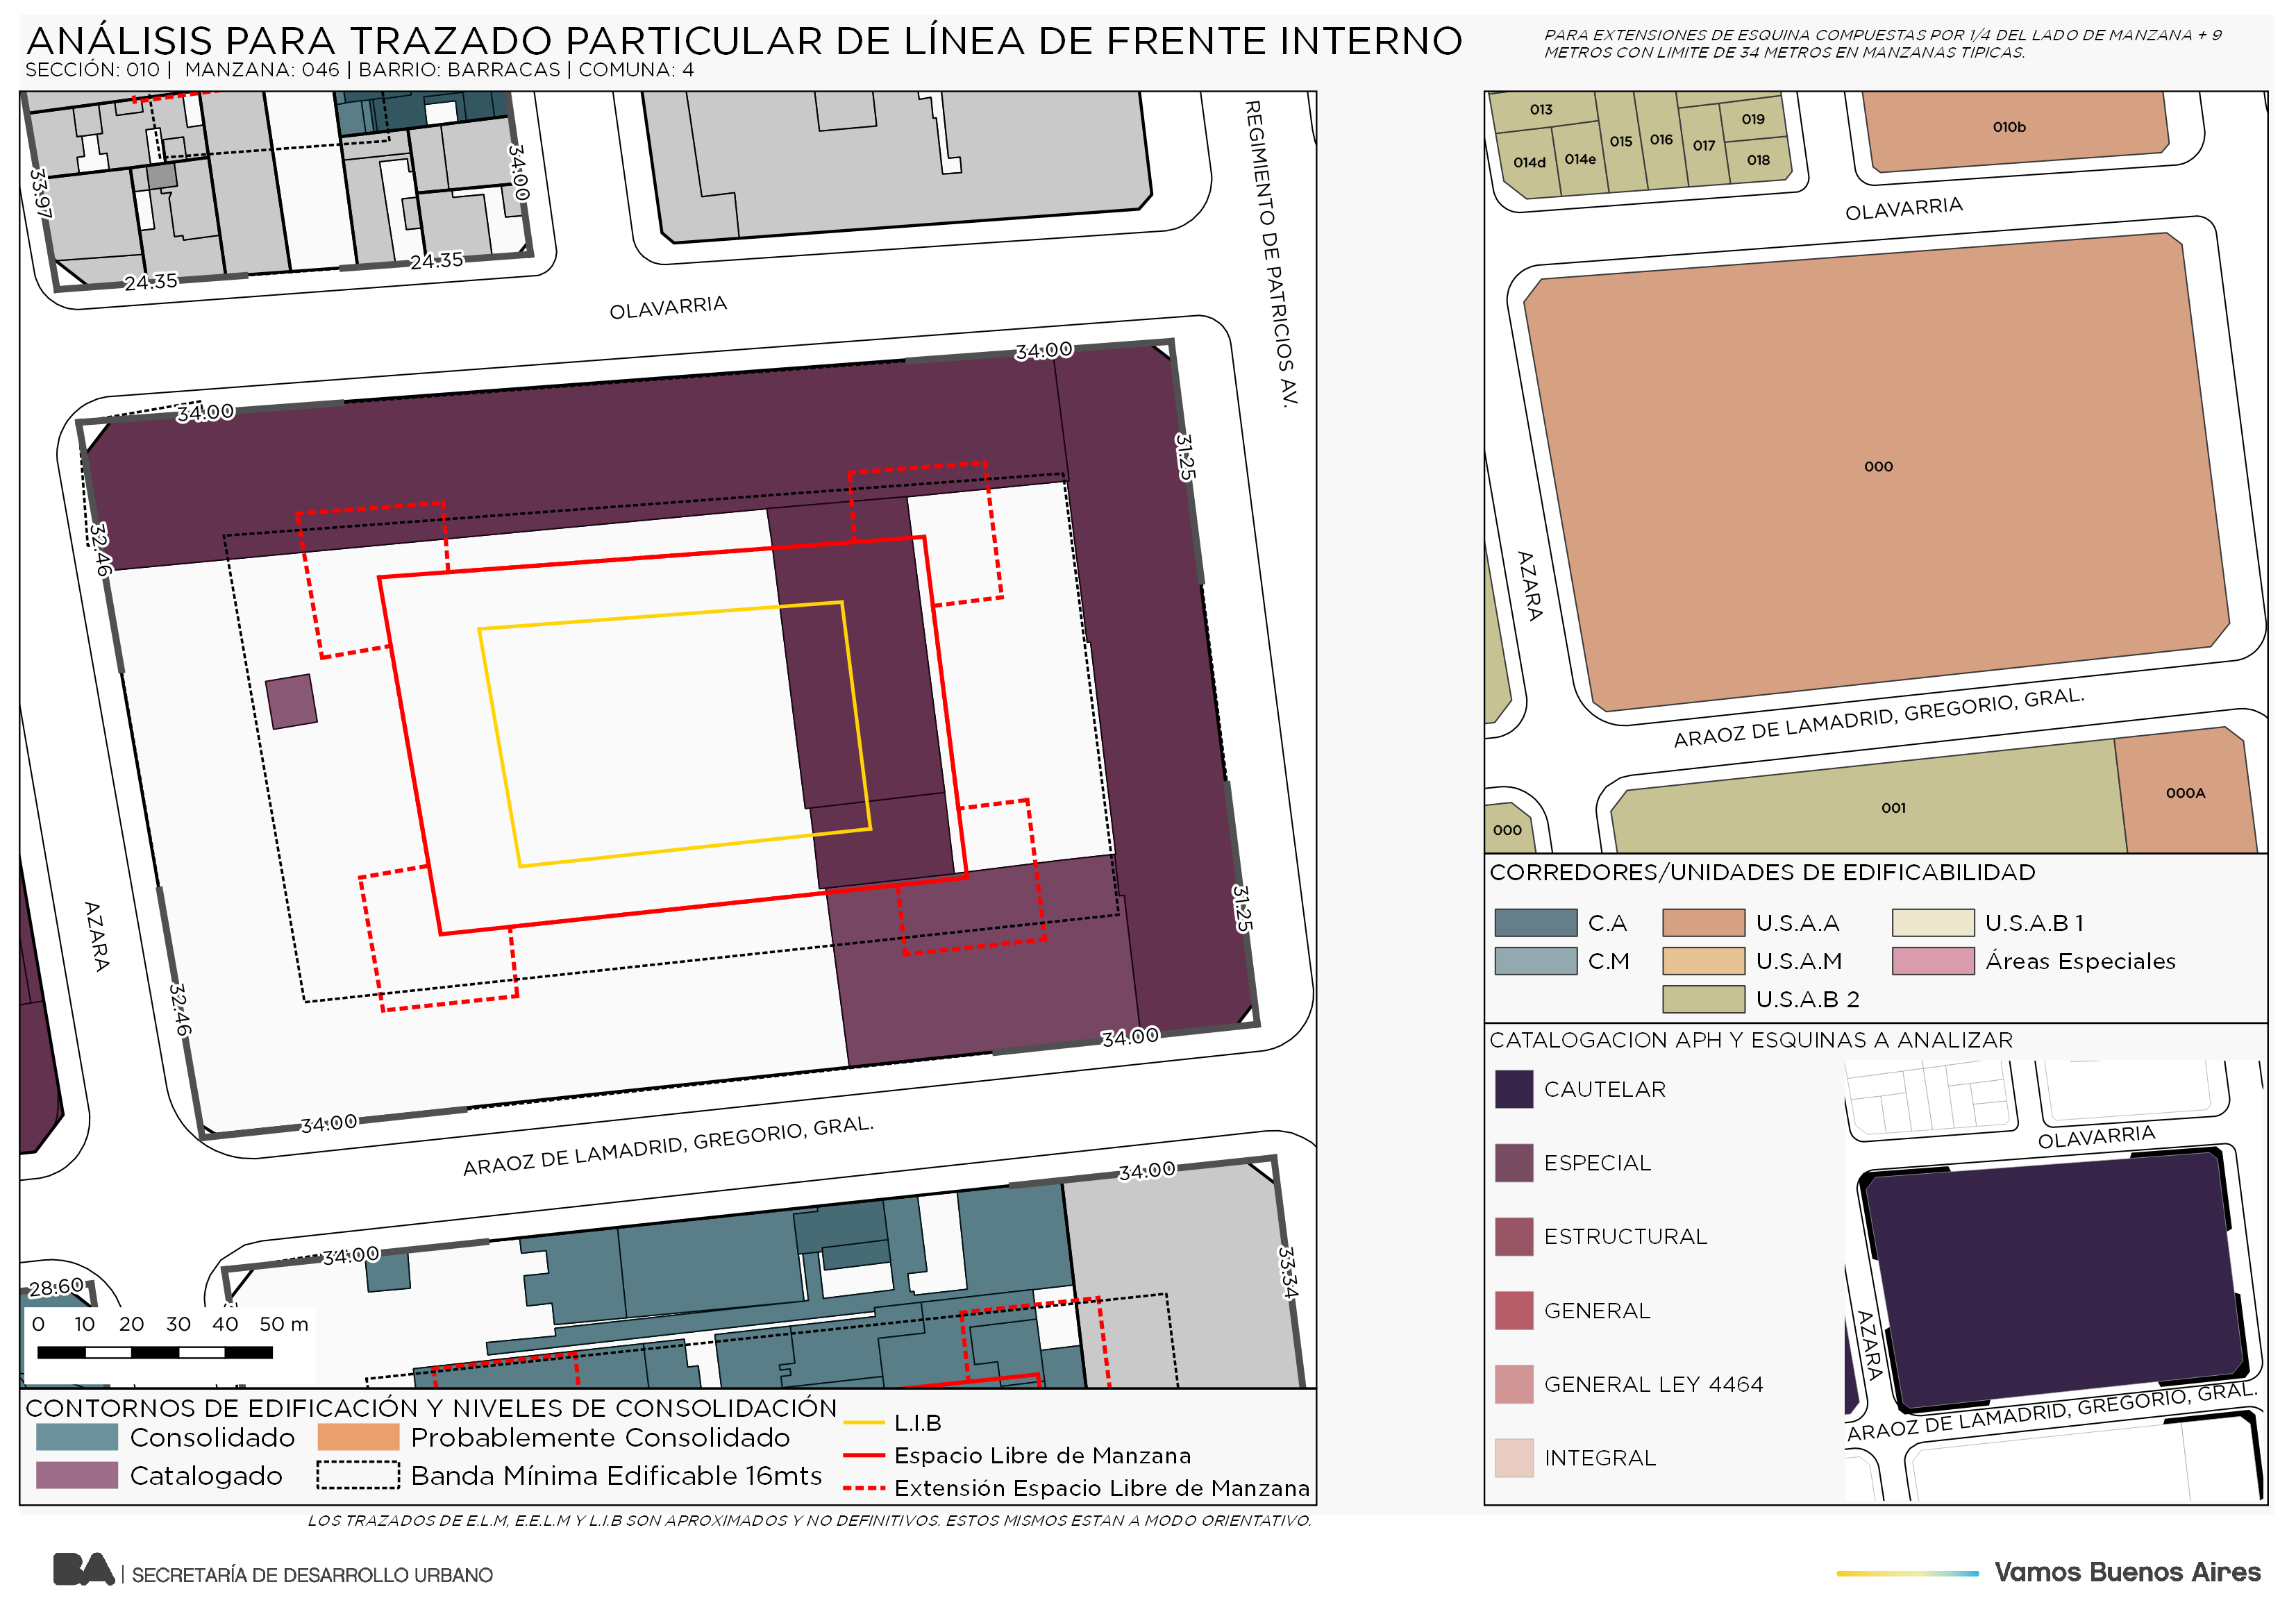 ANÁLISIS PARA TRAZADO PARTICULAR DE LÍNEA DE FRENTE INTERNO
SECCIÓN: 010 | MANZANA: 046 | BARRIO: BARRACAS | COMUNA: 4
PARA EXTENSIONES DE ESQUINA COMPUESTAS POR 1/4 DEL LADO DE MANZANA + 9
METROS CON LIMITE DE 34 METROS EN MANZANAS TIPICAS.
33.97
34.00
24.35
24.35
OLAVARRIA
REGIMIENTO DE PATRICIOS AV.
34.00
34.00
31.25
32.46
AZARA
32.46
31.25
34.00
34.00
ARAOZ DE LAMADRID, GREGORIO, GRAL.
34.00
34.00
33.34
28.60
0 10 20 30 40 50 m
CONTORNOS DE EDIFICACIÓN Y NIVELES DE CONSOLIDACIÓN
Consolidado
Probablemente Consolidado
Catalogado
Banda Mínima Edificable 16mts
L.I.B
Espacio Libre de Manzana
Extensión Espacio Libre de Manzana
013
014d
014e
015
016
017
019
018
010b
OLAVARRIA
000
AZARA
ARAOZ DE LAMADRID, GREGORIO, GRAL.
000
001
000A
CORREDORES/UNIDADES DE EDIFICABILIDAD
C.A
U.S.A.A
U.S.A.B 1
C.M
U.S.A.M
Áreas Especiales
U.S.A.B 2
CATALOGACION APH Y ESQUINAS A ANALIZAR
CAUTELAR
ESPECIAL
ESTRUCTURAL
GENERAL
GENERAL LEY 4464
INTEGRAL
OLAVARRIA
AZARA
ARAOZ DE LAMADRID, GREGORIO, GRAL.
LOS TRAZADOS DE E.L.M, E.E.L.M Y L.I.B SON APROXIMADOS Y NO DEFINITIVOS. ESTOS MISMOS ESTAN A MODO ORIENTATIVO.
BA | SECRETARÍA DE DESARROLLO URBANO
Vamos Buenos Aires